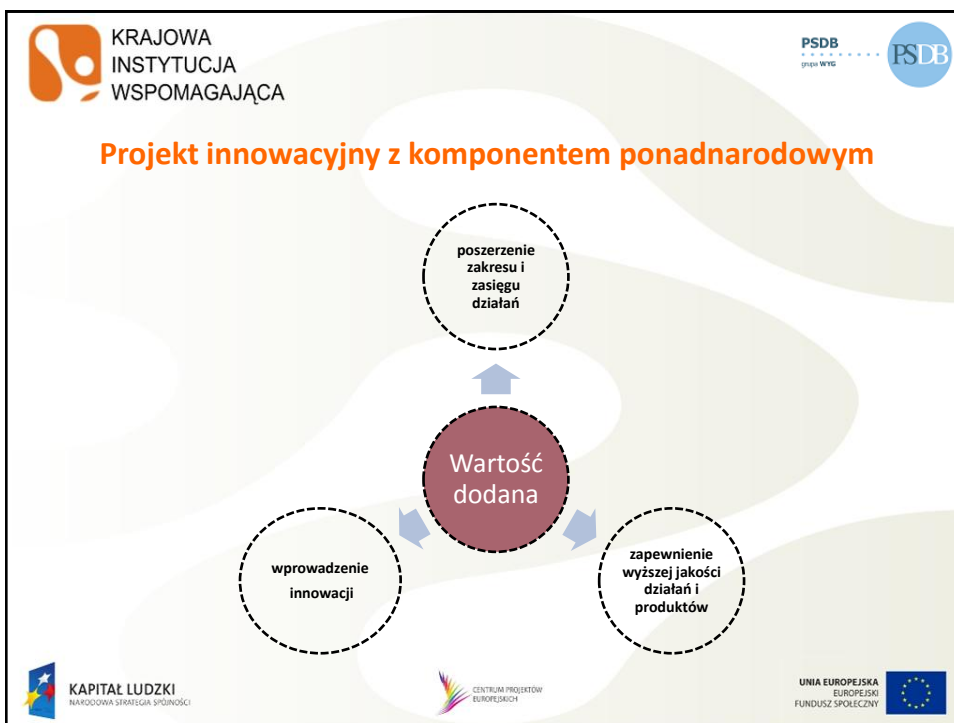 KRAJOWA
INSTYTUCJA
WSPOMAGAJĄCA
PSDB
grupa WYG
PSDB
Projekt innowacyjny z komponentem ponadnarodowym
poszerzenie
zakresu i
zasięgu
działań
Wartość
dodana
wprowadzenie
innowacji
zapewnienie
wyższej jakości
działań i
produktów
KAPITAŁ LUDZKI
NARODOWA STRATEGIA SPÓJNOŚCI
CENTRUM PROJEKTÓW
EUROPEJSKICH
UNIA EUROPEJSKA
EUROPEJSKI
FUNDUSZ SPOŁECZNY